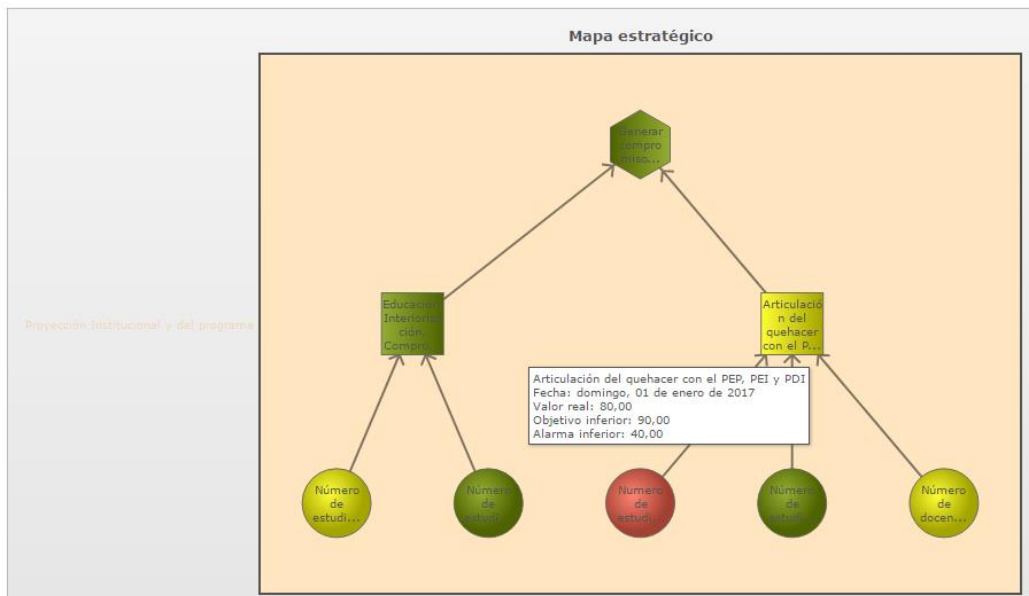 Mapa estratégico
Generar
compro
miso...
Proyección Institucional y del programa
Educación,
Interioriza
ción,
Compro...
Articulació
n del
quehacer
con el P...
Articulación del quehacer con el PEP, PEI y PDI
Fecha: domingo, 01 de enero de 2017
Valor real: 80,00
Objetivo inferior: 90,00
Alarma inferior: 40,00
Número
de
estudi...
Número
de
estudi...
Numero
de
estudi...
Número
de
estudi...
Número
de
docen...